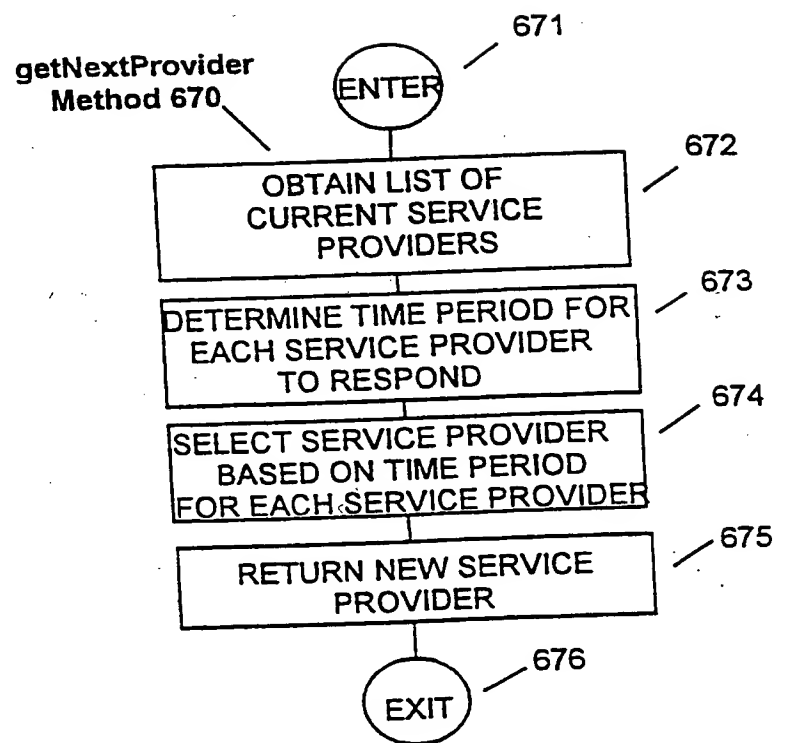 671
getNextProvider
Method 670
ENTER
672
OBTAIN LIST OF
CURRENT SERVICE
PROVIDERS
673
DETERMINE TIME PERIOD FOR
EACH SERVICE PROVIDER
TO RESPOND
674
SELECT SERVICE PROVIDER
BASED ON TIME PERIOD
FOR EACH SERVICE PROVIDER
675
RETURN NEW SERVICE
PROVIDER
676
EXIT